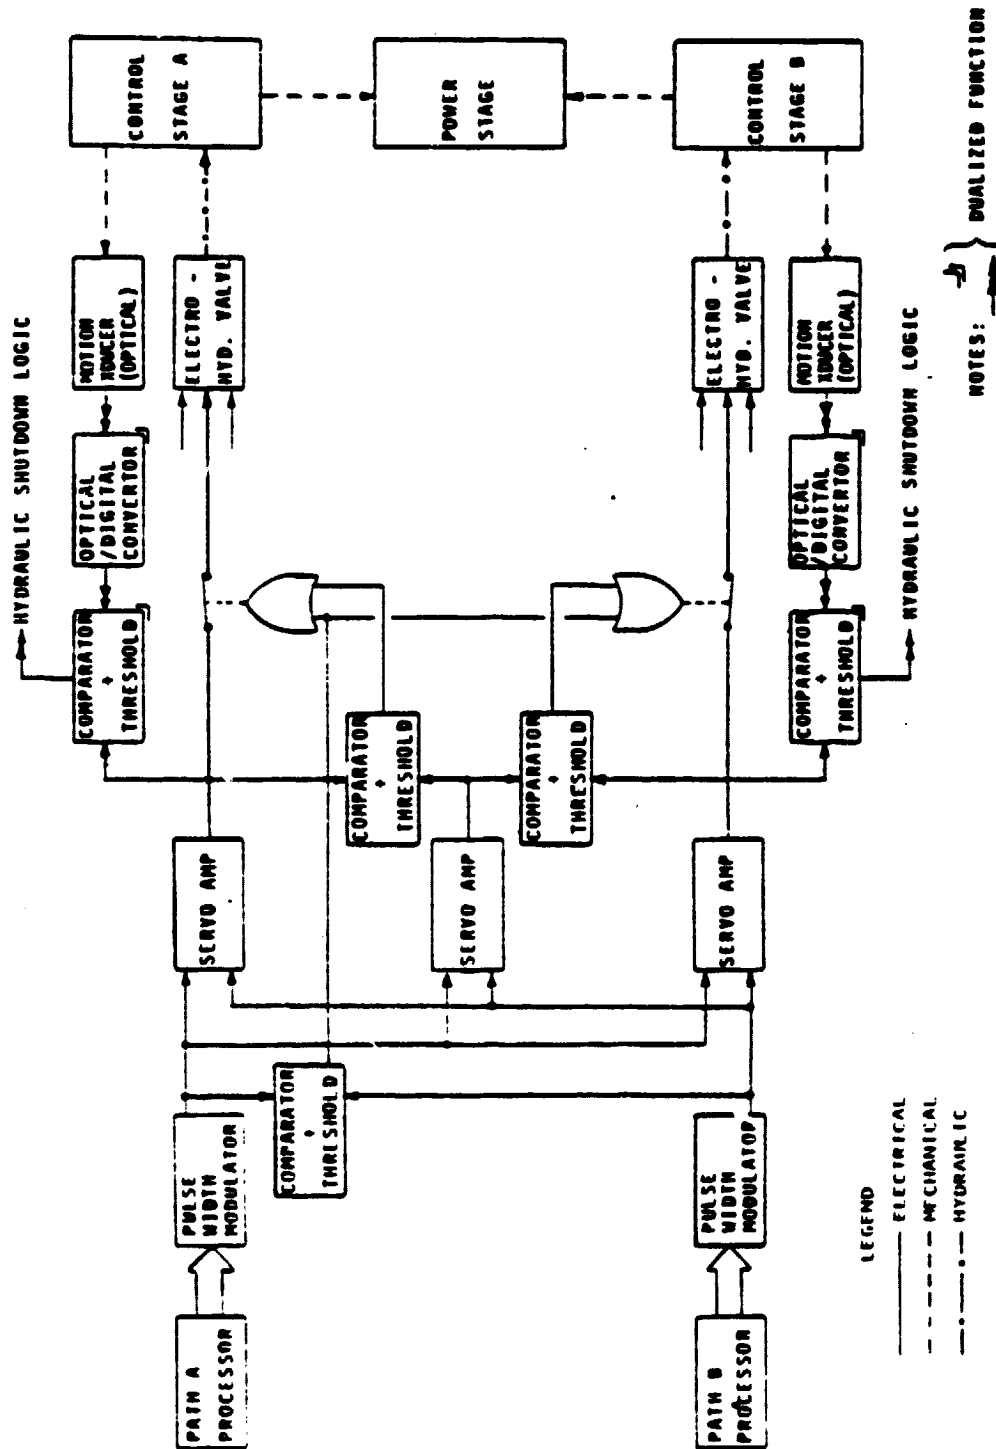 PATH A
PROCESSOR
PULSE
WIDTH
MODULATOR
COMPARATOR
+
THRESHOLD
SERVO AMP
COMPARATOR
+
THRESHOLD
HYDRAULIC SHUTDOWN LOGIC
OPTICAL
/DIGITAL
CONVERTOR
MOTION
XDUCER
(OPTICAL)
ELECTRO -
HYD. VALVE
CONTROL
STAGE A
POWER
STAGE
COMPARATOR
+
THRESHOLD
SERVO AMP
COMPARATOR
+
THRESHOLD
PATH B
PROCESSOR
PULSE
WIDTH
MODULATOR
SERVO AMP
ELECTRO -
HYD. VALVE
CONTROL
STAGE B
COMPARATOR
+
THRESHOLD
OPTICAL
/DIGITAL
CONVERTOR
MOTION
XDUCER
(OPTICAL)
HYDRAULIC SHUTDOWN LOGIC
LEGEND
ELECTRICAL
MECHANICAL
HYDRAULIC
NOTES:
DUALIZED FUNCTION